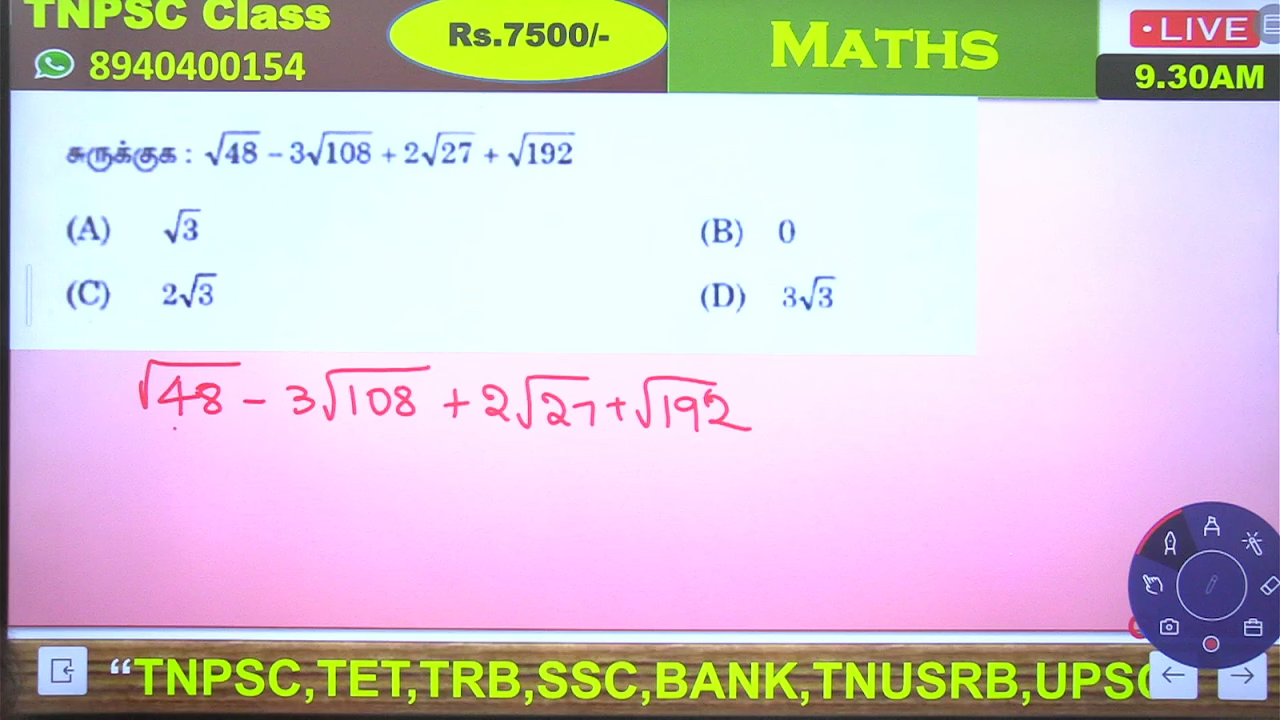 TNPSC Class
8940400154
Rs.7500/-
MATHS
• LIVE
9.30AM
சுருக்குக : √48 – 3√108 + 2√27 + √192
(A) √3
(B) 0
(C) 2√3
(D) 3√3
√48 – 3√108 + 2√27 + √192
“TNPSC,TET,TRB,SSC,BANK,TNUSRB,UPSC